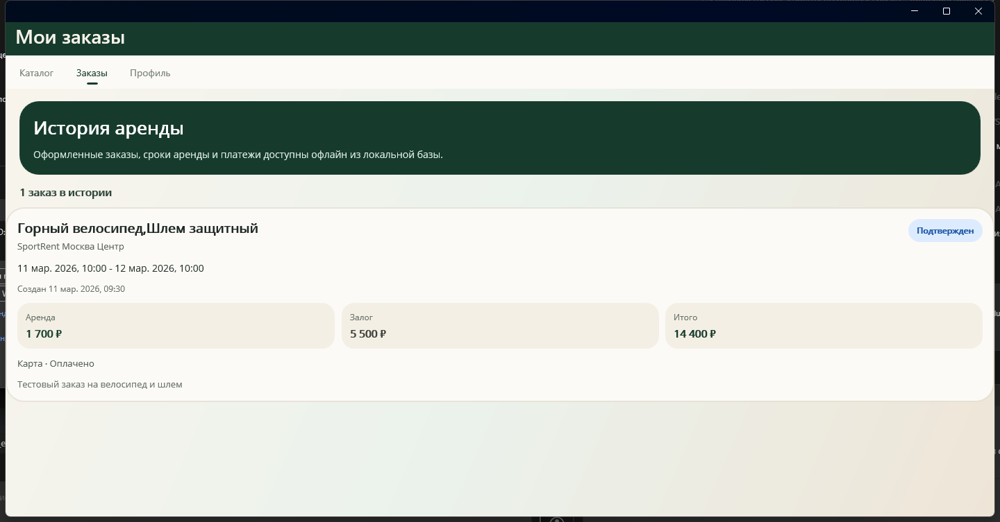 Мои заказы
Каталог Заказы Профиль
История аренды
Оформленные заказы, сроки аренды и платежи доступны офлайн из локальной базы.
1 заказ в истории
Горный велосипед,Шлем защитный
Подтвержден
SportRent Москва Центр
11 мар. 2026, 10:00 - 12 мар. 2026, 10:00
Создан 11 мар. 2026, 09:30
Аренда Залог Итого
1 700 ₽ 5 500 ₽ 14 400 ₽
Карта · Оплачено
Тестовый заказ на велосипед и шлем